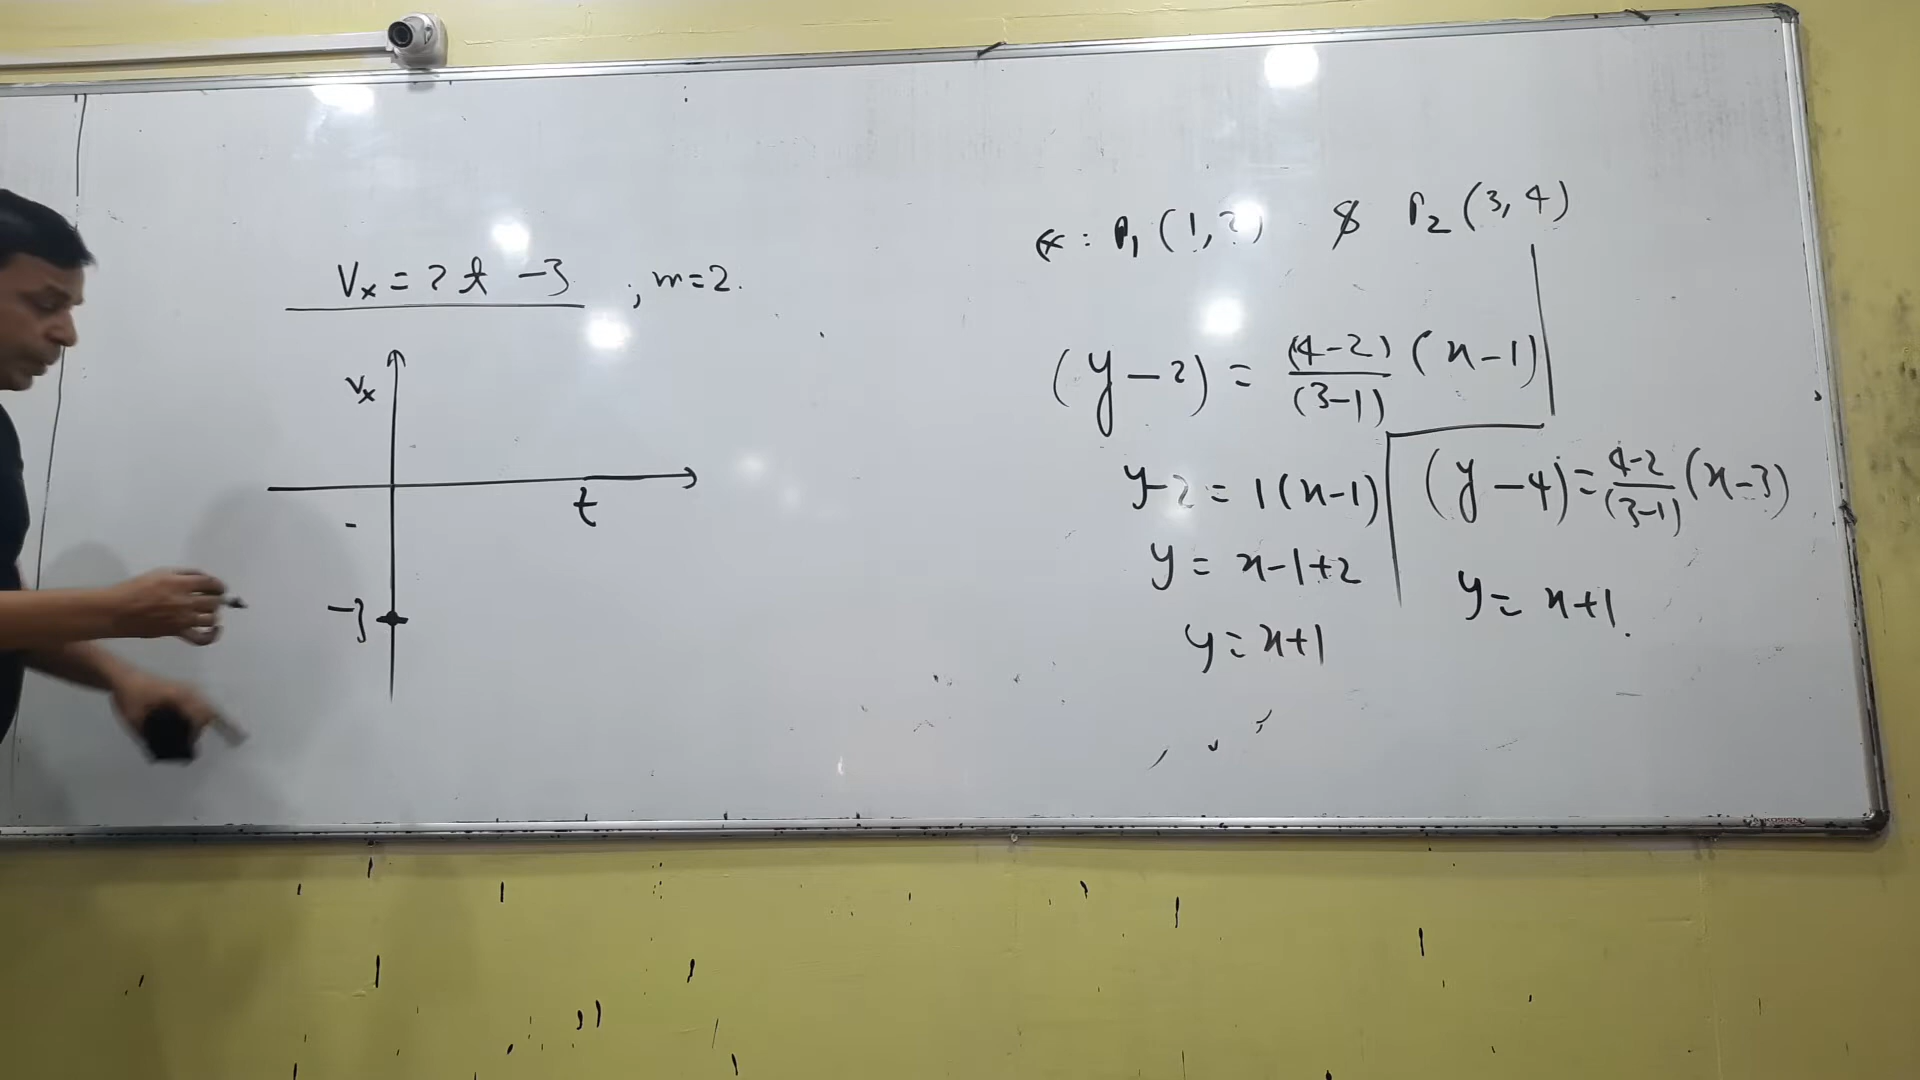 Vx = 2t -3 , m=2.
Vx
t
-3
Ex : P1 (1,2) & P2 (3,4)
(y-2) = (4-2)/(3-1) (x-1)
y-2 = 1(x-1)
y = x-1+2
y = x+1
(y-4) = 4-2/(3-1) (x-3)
y = x+1.